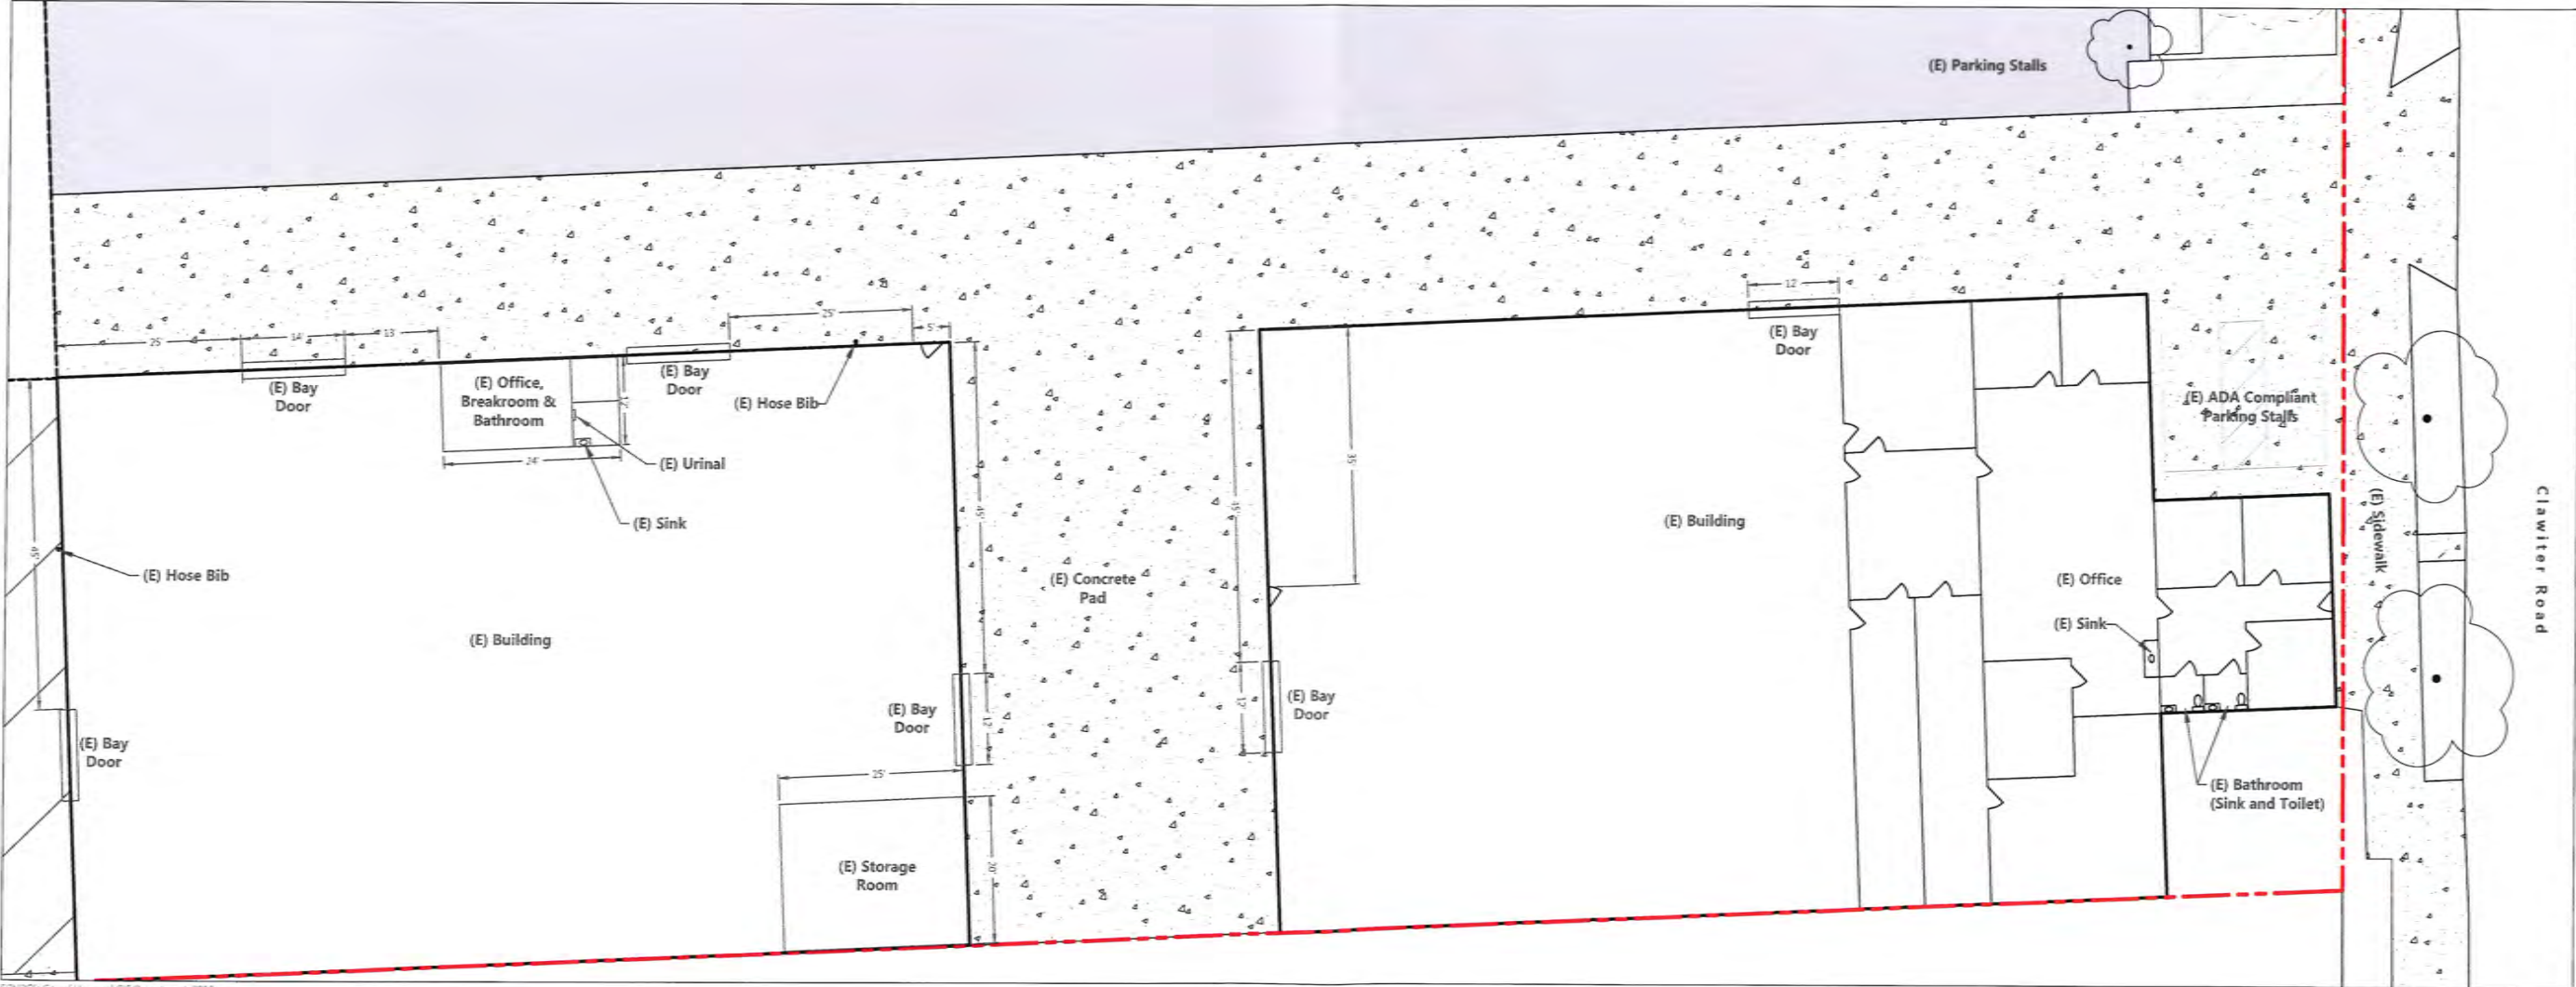 (E) Parking Stalls
12'
25'
5'
25'
14'
13'
(E) Bay
Door
(E) Office,
Breakroom &
Bathroom
12'
(E) Bay
Door
(E) Hose Bib
(E) Bay
Door
(E) ADA Compliant
Parking Stalls
24'
(E) Urinal
35'
(E) Sink
45'
45'
45'
(E) Building
(E) Sidewalk
Clawiter Road
(E) Hose Bib
(E) Concrete
Pad
(E) Office
(E) Sink
(E) Building
(E) Bay
Door
12'
(E) Bay
Door
12'
(E) Bay
Door
25'
(E) Bathroom
(Sink and Toilet)
(E) Storage
Room
20'